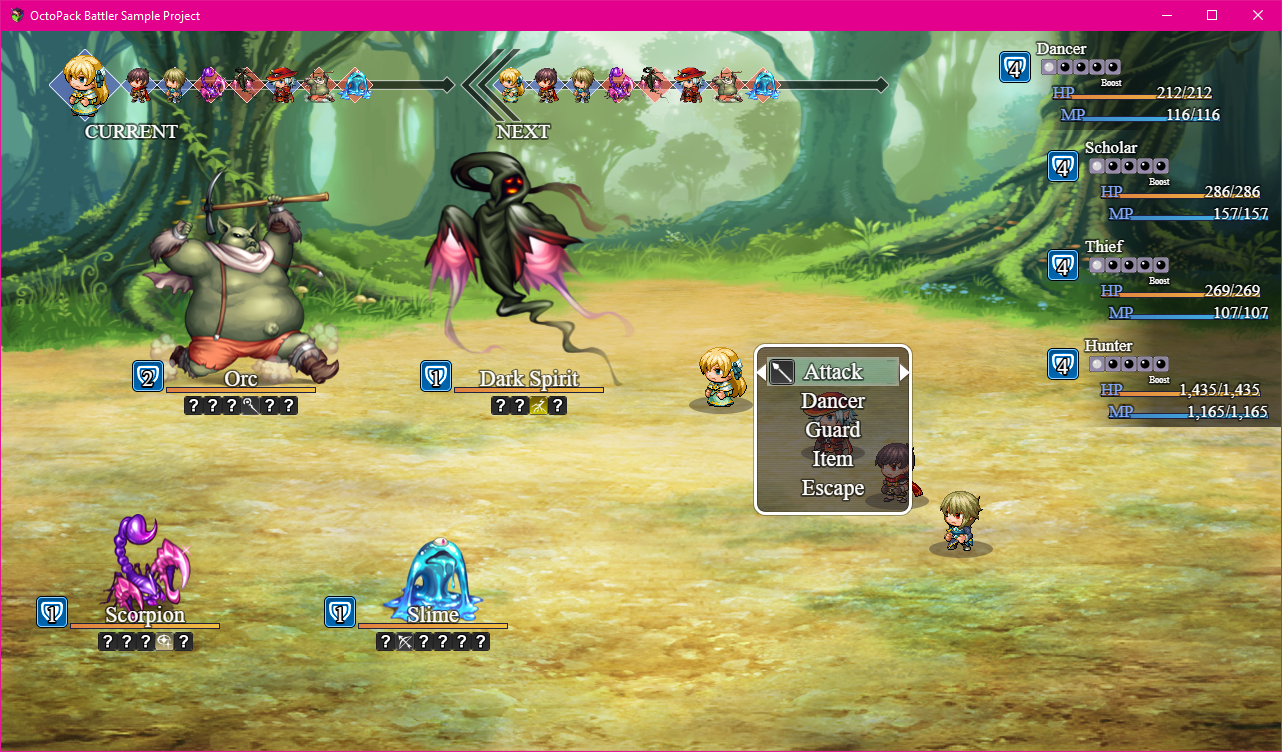 OctoPack Battler Sample Project
CURRENT
NEXT
4
Dancer
Boost
HP 212/212
MP 116/116
4
Scholar
Boost
HP 286/286
MP 157/157
4
Thief
Boost
HP 269/269
MP 107/107
4
Hunter
Boost
HP 1,435/1,435
MP 1,165/1,165
2
Orc
? ? ? ? ?
1
Dark Spirit
? ? ?
Attack
Dancer
Guard
Item
Escape
1
Scorpion
? ? ? ?
1
Slime
? ? ? ? ?